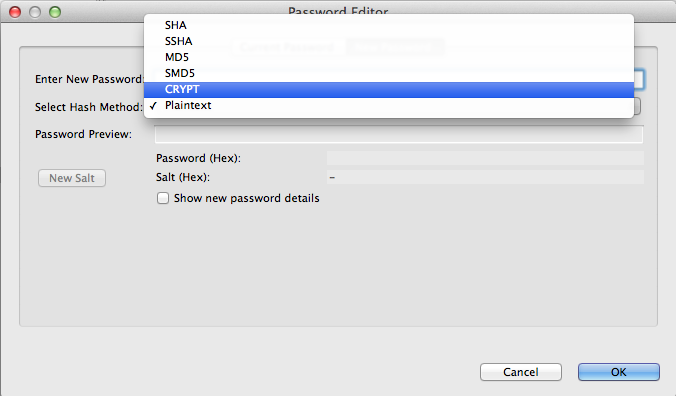 Password Editor
SHA
SSHA
MD5
SMD5
CRYPT
✓ Plaintext
Enter New Password:
Select Hash Method:
Password Preview:
Password (Hex):
New Salt
Salt (Hex): –
Show new password details
Cancel
OK